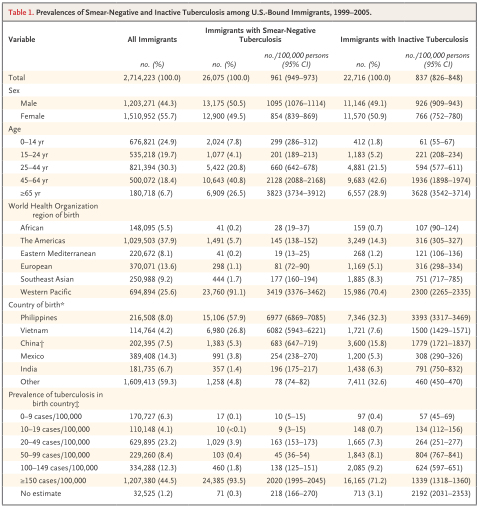 Table 1. Prevalences of Smear-Negative and Inactive Tuberculosis among U.S.-Bound Immigrants, 1999–2005.
Variable All Immigrants Immigrants with Smear-Negative Tuberculosis Immigrants with Inactive Tuberculosis
no. (%) no. (%) no./100,000 persons (95% CI) no. (%) no./100,000 persons (95% CI)
Total 2,714,223 (100.0) 26,075 (100.0) 961 (949–973) 22,716 (100.0) 837 (826–848)
Sex
Male 1,203,271 (44.3) 13,175 (50.5) 1095 (1076–1114) 11,146 (49.1) 926 (909–943)
Female 1,510,952 (55.7) 12,900 (49.5) 854 (839–869) 11,570 (50.9) 766 (752–780)
Age
0–14 yr 676,821 (24.9) 2,024 (7.8) 299 (286–312) 412 (1.8) 61 (55–67)
15–24 yr 535,218 (19.7) 1,077 (4.1) 201 (189–213) 1,183 (5.2) 221 (208–234)
25–44 yr 821,394 (30.3) 5,422 (20.8) 660 (642–678) 4,881 (21.5) 594 (577–611)
45–64 yr 500,072 (18.4) 10,643 (40.8) 2128 (2088–2168) 9,683 (42.6) 1936 (1898–1974)
≥65 yr 180,718 (6.7) 6,909 (26.5) 3823 (3734–3912) 6,557 (28.9) 3628 (3542–3714)
World Health Organization
region of birth
African 148,095 (5.5) 41 (0.2) 28 (19–37) 159 (0.7) 107 (90–124)
The Americas 1,029,503 (37.9) 1,491 (5.7) 145 (138–152) 3,249 (14.3) 316 (305–327)
Eastern Mediterranean 220,672 (8.1) 41 (0.2) 19 (13–25) 268 (1.2) 121 (106–136)
European 370,071 (13.6) 298 (1.1) 81 (72–90) 1,169 (5.1) 316 (298–334)
Southeast Asian 250,988 (9.2) 444 (1.7) 177 (160–194) 1,885 (8.3) 751 (717–785)
Western Pacific 694,894 (25.6) 23,760 (91.1) 3419 (3376–3462) 15,986 (70.4) 2300 (2265–2335)
Country of birth*
Philippines 216,508 (8.0) 15,106 (57.9) 6977 (6869–7085) 7,346 (32.3) 3393 (3317–3469)
Vietnam 114,764 (4.2) 6,980 (26.8) 6082 (5943–6221) 1,721 (7.6) 1500 (1429–1571)
China† 202,395 (7.5) 1,383 (5.3) 683 (647–719) 3,600 (15.8) 1779 (1721–1837)
Mexico 389,408 (14.3) 991 (3.8) 254 (238–270) 1,200 (5.3) 308 (290–326)
India 181,735 (6.7) 357 (1.4) 196 (175–217) 1,438 (6.3) 791 (750–832)
Other 1,609,413 (59.3) 1,258 (4.8) 78 (74–82) 7,411 (32.6) 460 (450–470)
Prevalence of tuberculosis in
birth country‡
0–9 cases/100,000 170,727 (6.3) 17 (0.1) 10 (5–15) 97 (0.4) 57 (45–69)
10–19 cases/100,000 110,148 (4.1) 10 (<0.1) 9 (3–15) 148 (0.7) 134 (112–156)
20–49 cases/100,000 629,895 (23.2) 1,029 (3.9) 163 (153–173) 1,665 (7.3) 264 (251–277)
50–99 cases/100,000 229,260 (8.4) 103 (0.4) 45 (36–54) 1,843 (8.1) 804 (767–841)
100–149 cases/100,000 334,288 (12.3) 460 (1.8) 138 (125–151) 2,085 (9.2) 624 (597–651)
≥150 cases/100,000 1,207,380 (44.5) 24,385 (93.5) 2020 (1995–2045) 16,165 (71.2) 1339 (1318–1360)
No estimate 32,525 (1.2) 71 (0.3) 218 (166–270) 713 (3.1) 2192 (2031–2353)